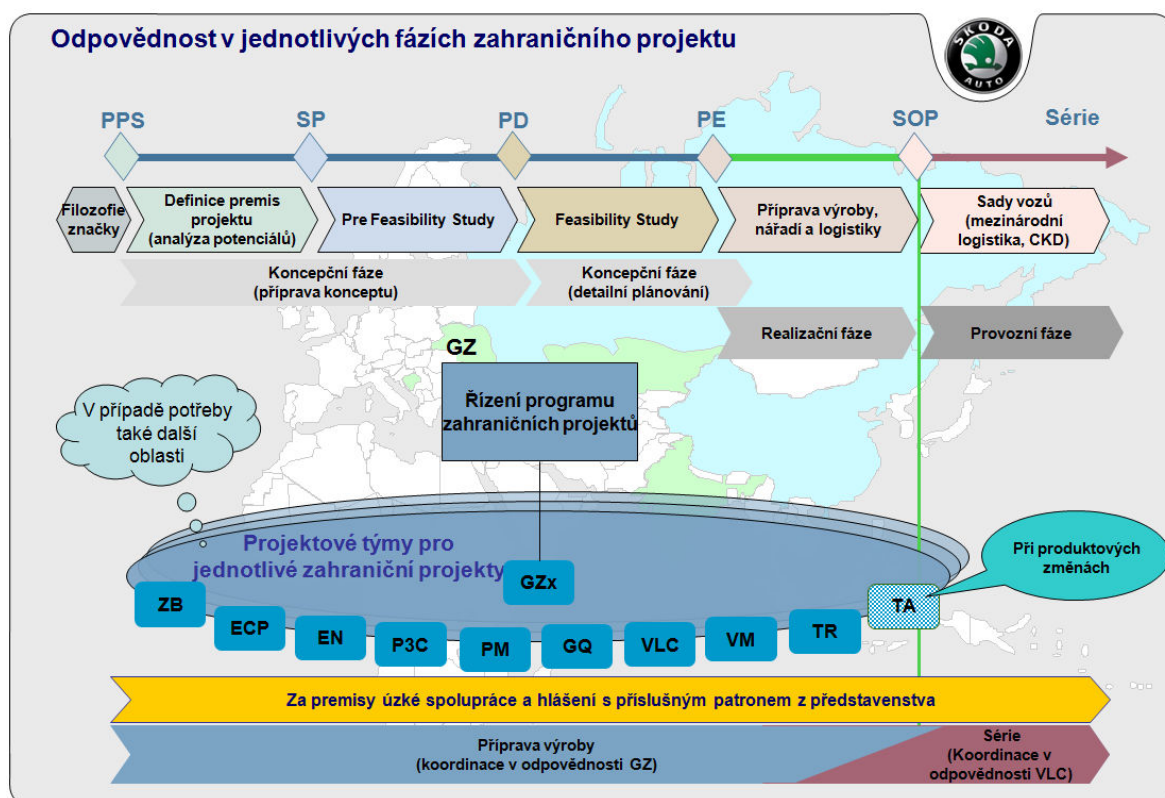 Odpovědnost v jednotlivých fázích zahraničního projektu
ŠKODA
AUTO
PPS
SP
PD
PE
SOP
Série
Filozofie
značky
Definice premis
projektu
(analýza potenciálů)
Pre Feasibility Study
Feasibility Study
Příprava výroby,
nářadí a logistiky
Sady vozů
(mezinárodní
logistika, CKD)
Koncepční fáze
(příprava konceptu)
Koncepční fáze
(detailní plánování)
Realizační fáze
Provozní fáze
GZ
Řízení programu
zahraničních projektů
V případě potřeby
také další
oblasti
Projektové týmy pro
jednotlivé zahraniční projekty
GZx
Při produktových
změnách
ZB
ECP
EN
P3C
PM
GQ
VLC
VM
TR
TA
Za premisy úzké spolupráce a hlášení s příslušným patronem z představenstva
Příprava výroby
(koordinace v odpovědnosti GZ)
Série
(Koordinace v
odpovědnosti VLC)